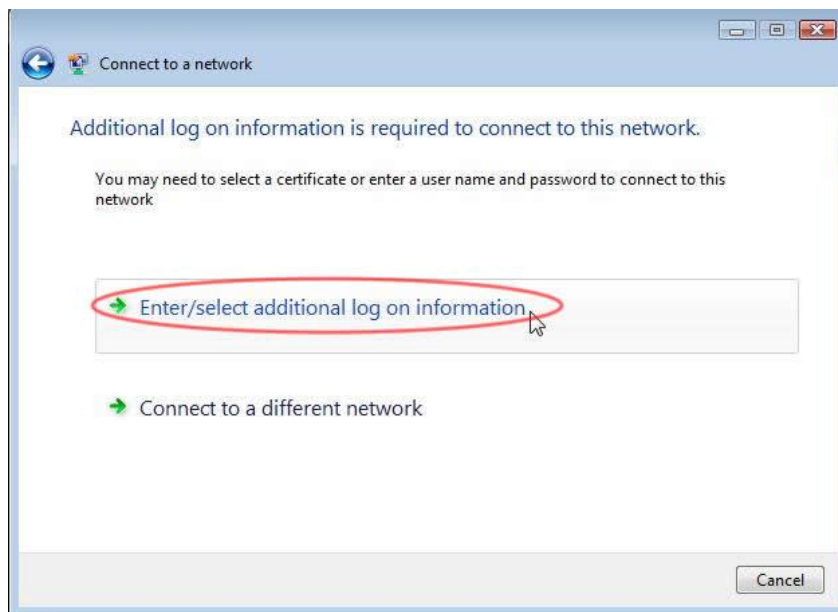 Connect to a network
Additional log on information is required to connect to this network.
You may need to select a certificate or enter a user name and password to connect to this
network
Enter/select additional log on information
Connect to a different network
Cancel